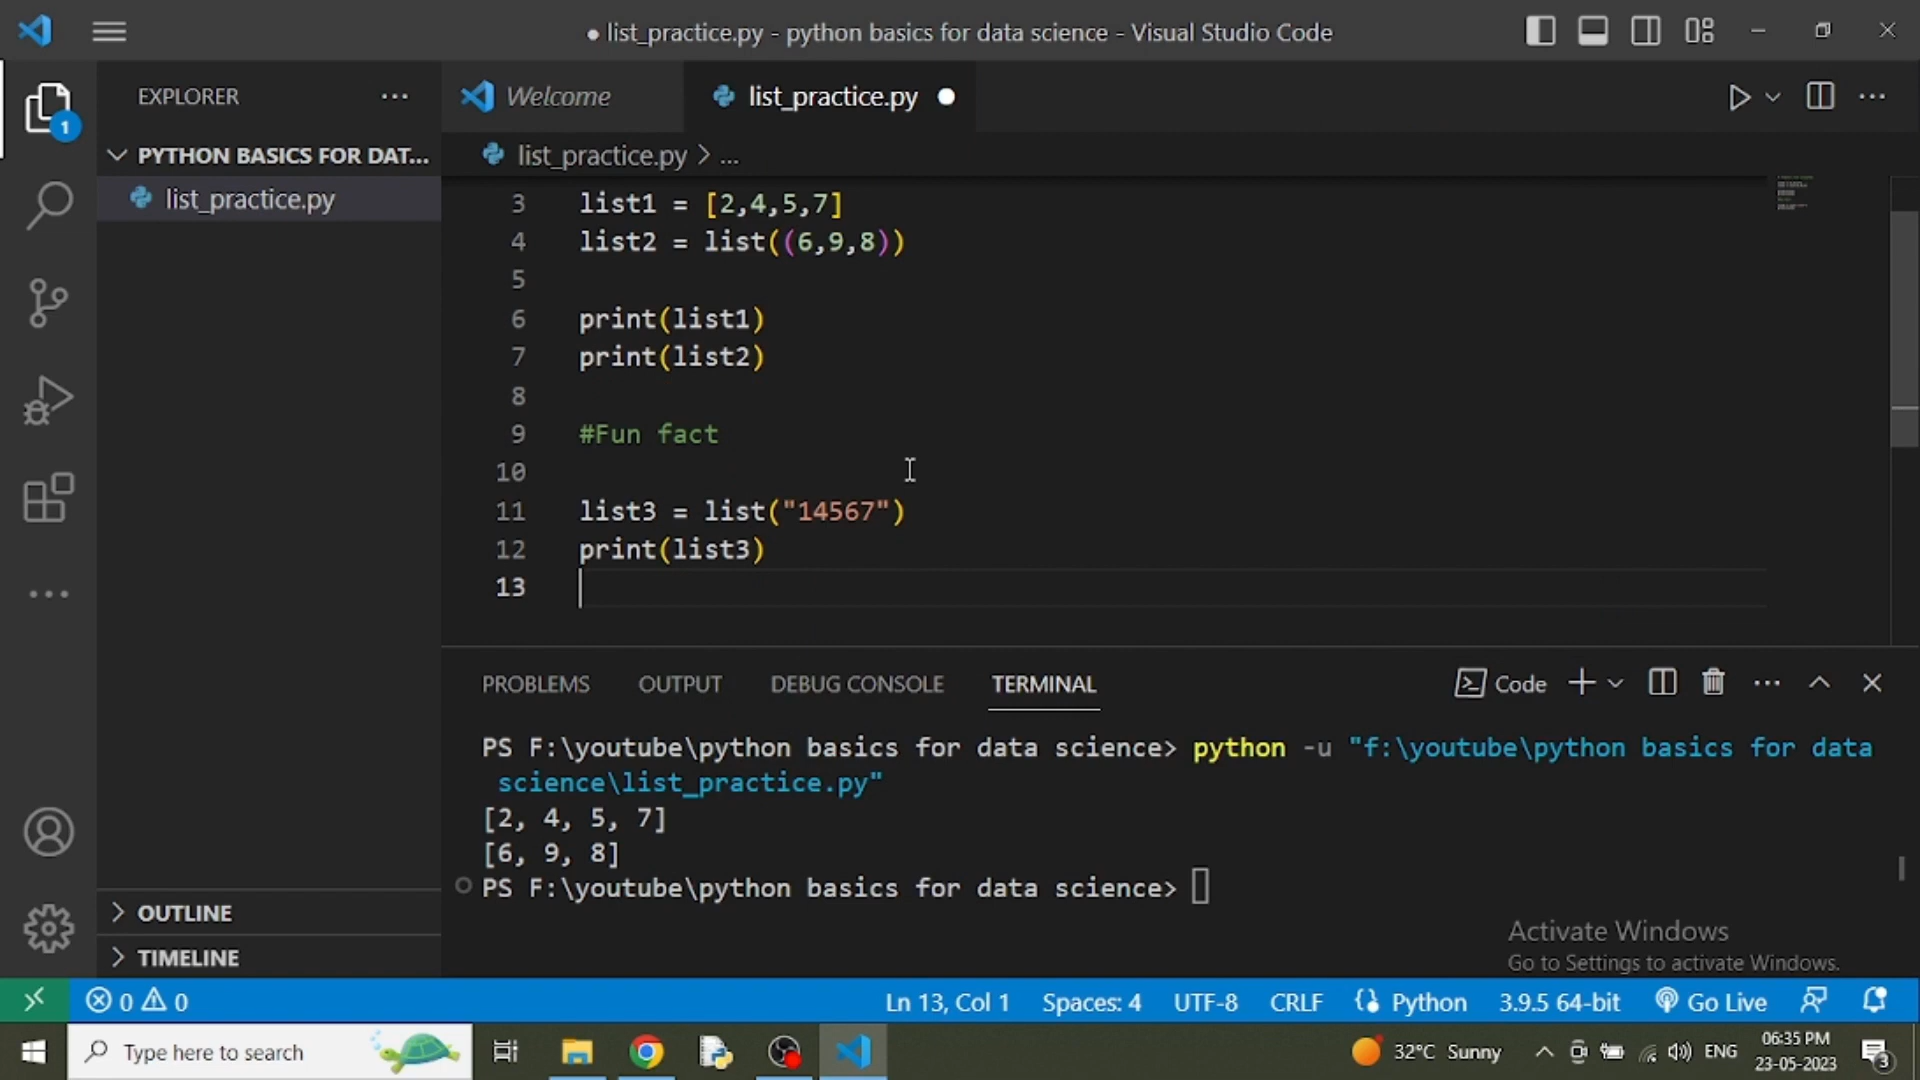 ● list_practice.py - python basics for data science - Visual Studio Code
EXPLORER
Welcome
list_practice.py
1
PYTHON BASICS FOR DAT...
list_practice.py > ...
list_practice.py
3 list1 = [2,4,5,7]
4 list2 = list((6,9,8))
5
6 print(list1)
7 print(list2)
8
9 #Fun fact
10
11 list3 = list("14567")
12 print(list3)
13
PROBLEMS OUTPUT DEBUG CONSOLE TERMINAL
Code
PS F:\youtube\python basics for data science> python -u "f:\youtube\python basics for data
science\list_practice.py"
[2, 4, 5, 7]
[6, 9, 8]
PS F:\youtube\python basics for data science>
OUTLINE
TIMELINE
Activate Windows
Go to Settings to activate Windows.
0 0 Ln 13, Col 1 Spaces: 4 UTF-8 CRLF Python 3.9.5 64-bit Go Live
Type here to search
32°C Sunny
ENG
06:35 PM
23-05-2023
3